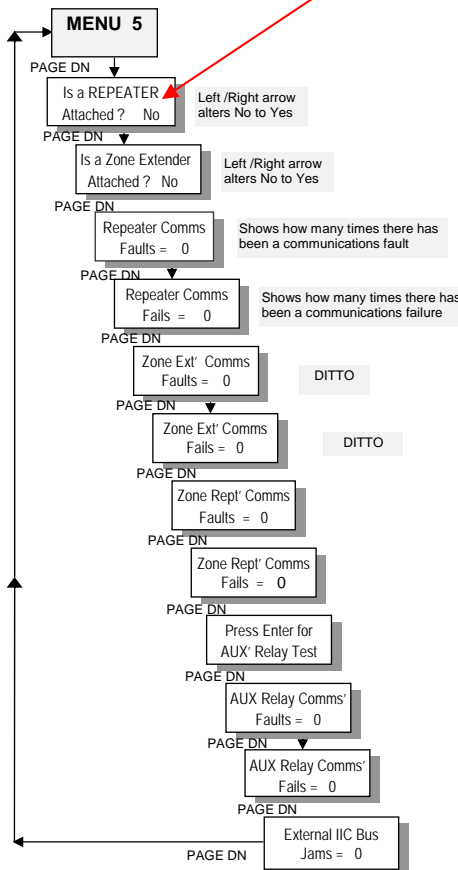 MENU 5
PAGE DN
Is a REPEATER
Attached ? No
Left /Right arrow
alters No to Yes
PAGE DN
Is a Zone Extender
Attached ? No
Left /Right arrow
alters No to Yes
PAGE DN
Repeater Comms
Faults = 0
Shows how many times there has
been a communications fault
PAGE DN
Repeater Comms
Fails = 0
Shows how many times there has
been a communications failure
PAGE DN
Zone Ext' Comms
Faults = 0
DITTO
PAGE DN
Zone Ext' Comms
Fails = 0
DITTO
PAGE DN
Zone Rept' Comms
Faults = 0
PAGE DN
Zone Rept' Comms
Fails = 0
PAGE DN
Press Enter for
AUX' Relay Test
PAGE DN
AUX Relay Comms'
Faults = 0
PAGE DN
AUX Relay Comms'
Fails = 0
PAGE DN
External IIC Bus
Jams = 0
PAGE DN